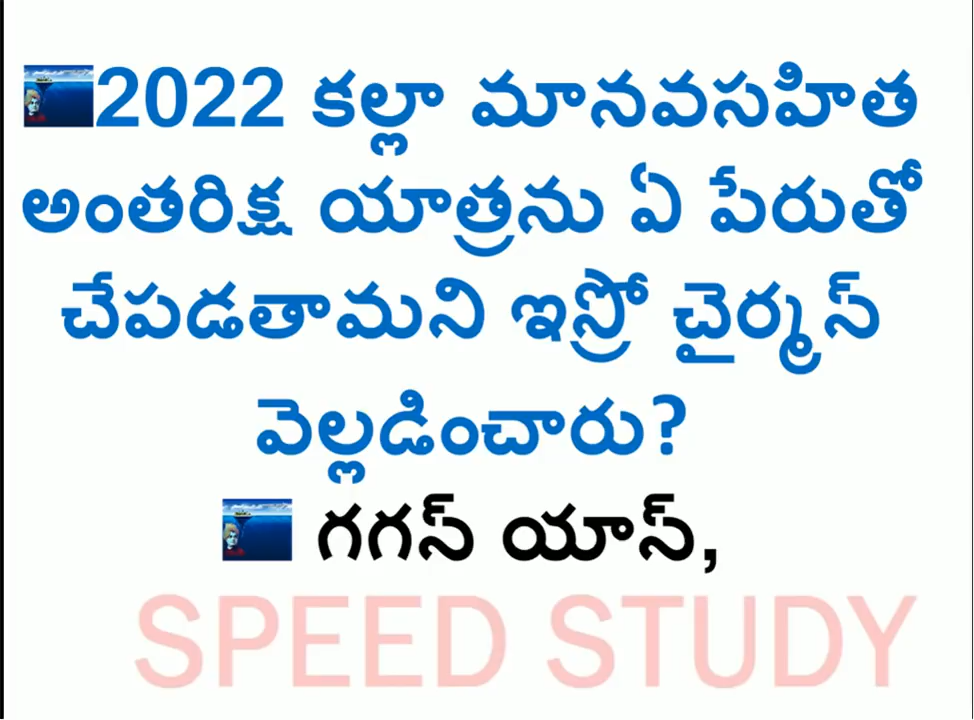 2022 కల్లా మానవసహిత
అంతరిక్ష యాత్రను ఏ పేరుతో
చేపడతామని ఇస్రో చైర్మన్
వెల్లడించారు?
గగన్ యాన్,
SPEED STUDY